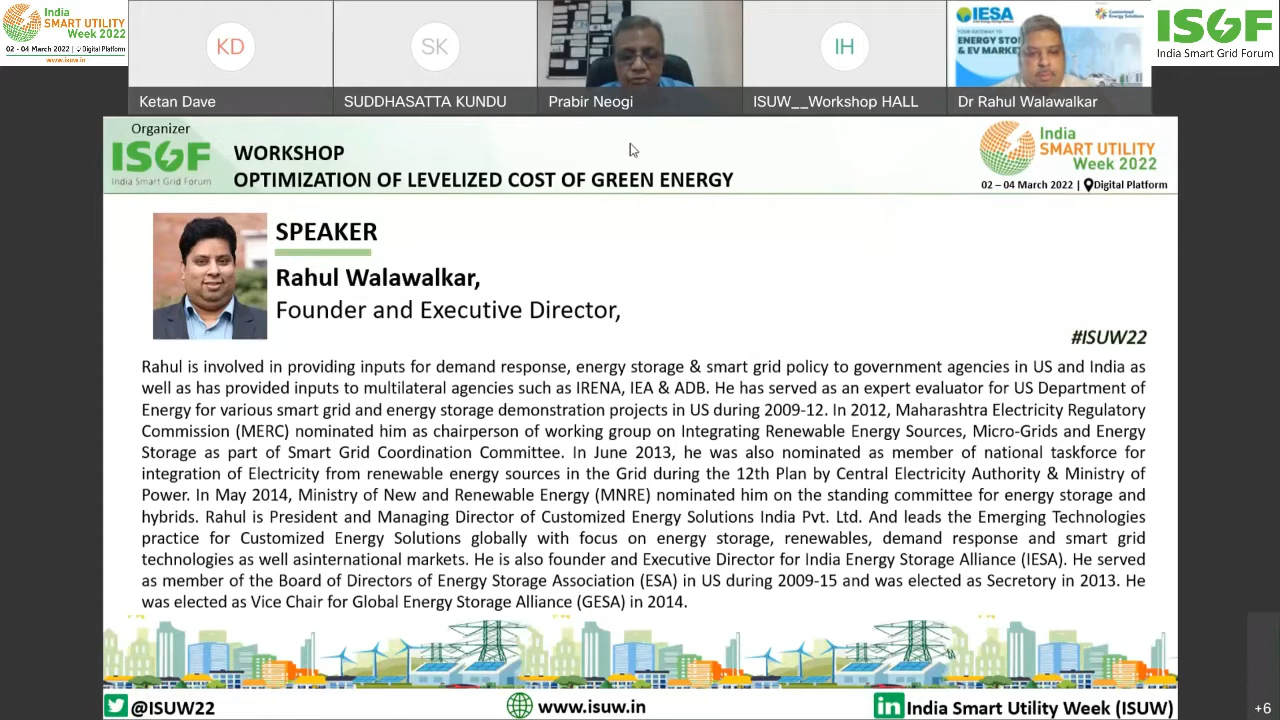 India
SMART UTILITY
Week 2022
02 - 04 March 2022 | Digital Platform
www.isuw.in
KD
SK
IH
IESA
YOUR GATEWAY TO
ENERGY STO
& EV MARKE
Customized
Energy Solutions
ISGF
India Smart Grid Forum
Ketan Dave
SUDDHASATTA KUNDU
Prabir Neogi
ISUW__Workshop HALL
Dr Rahul Walawalkar
Organizer
ISGF
India Smart Grid Forum
WORKSHOP
OPTIMIZATION OF LEVELIZED COST OF GREEN ENERGY
India
SMART UTILITY
Week 2022
02 – 04 March 2022 | Digital Platform
SPEAKER
Rahul Walawalkar,
Founder and Executive Director,
#ISUW22
Rahul is involved in providing inputs for demand response, energy storage & smart grid policy to government agencies in US and India as
well as has provided inputs to multilateral agencies such as IRENA, IEA & ADB. He has served as an expert evaluator for US Department of
Energy for various smart grid and energy storage demonstration projects in US during 2009-12. In 2012, Maharashtra Electricity Regulatory
Commission (MERC) nominated him as chairperson of working group on Integrating Renewable Energy Sources, Micro-Grids and Energy
Storage as part of Smart Grid Coordination Committee. In June 2013, he was also nominated as member of national taskforce for
integration of Electricity from renewable energy sources in the Grid during the 12th Plan by Central Electricity Authority & Ministry of
Power. In May 2014, Ministry of New and Renewable Energy (MNRE) nominated him on the standing committee for energy storage and
hybrids. Rahul is President and Managing Director of Customized Energy Solutions India Pvt. Ltd. And leads the Emerging Technologies
practice for Customized Energy Solutions globally with focus on energy storage, renewables, demand response and smart grid
technologies as well asinternational markets. He is also founder and Executive Director for India Energy Storage Alliance (IESA). He served
as member of the Board of Directors of Energy Storage Association (ESA) in US during 2009-15 and was elected as Secretory in 2013. He
was elected as Vice Chair for Global Energy Storage Alliance (GESA) in 2014.
@ISUW22
www.isuw.in
in India Smart Utility Week (ISUW)
+6